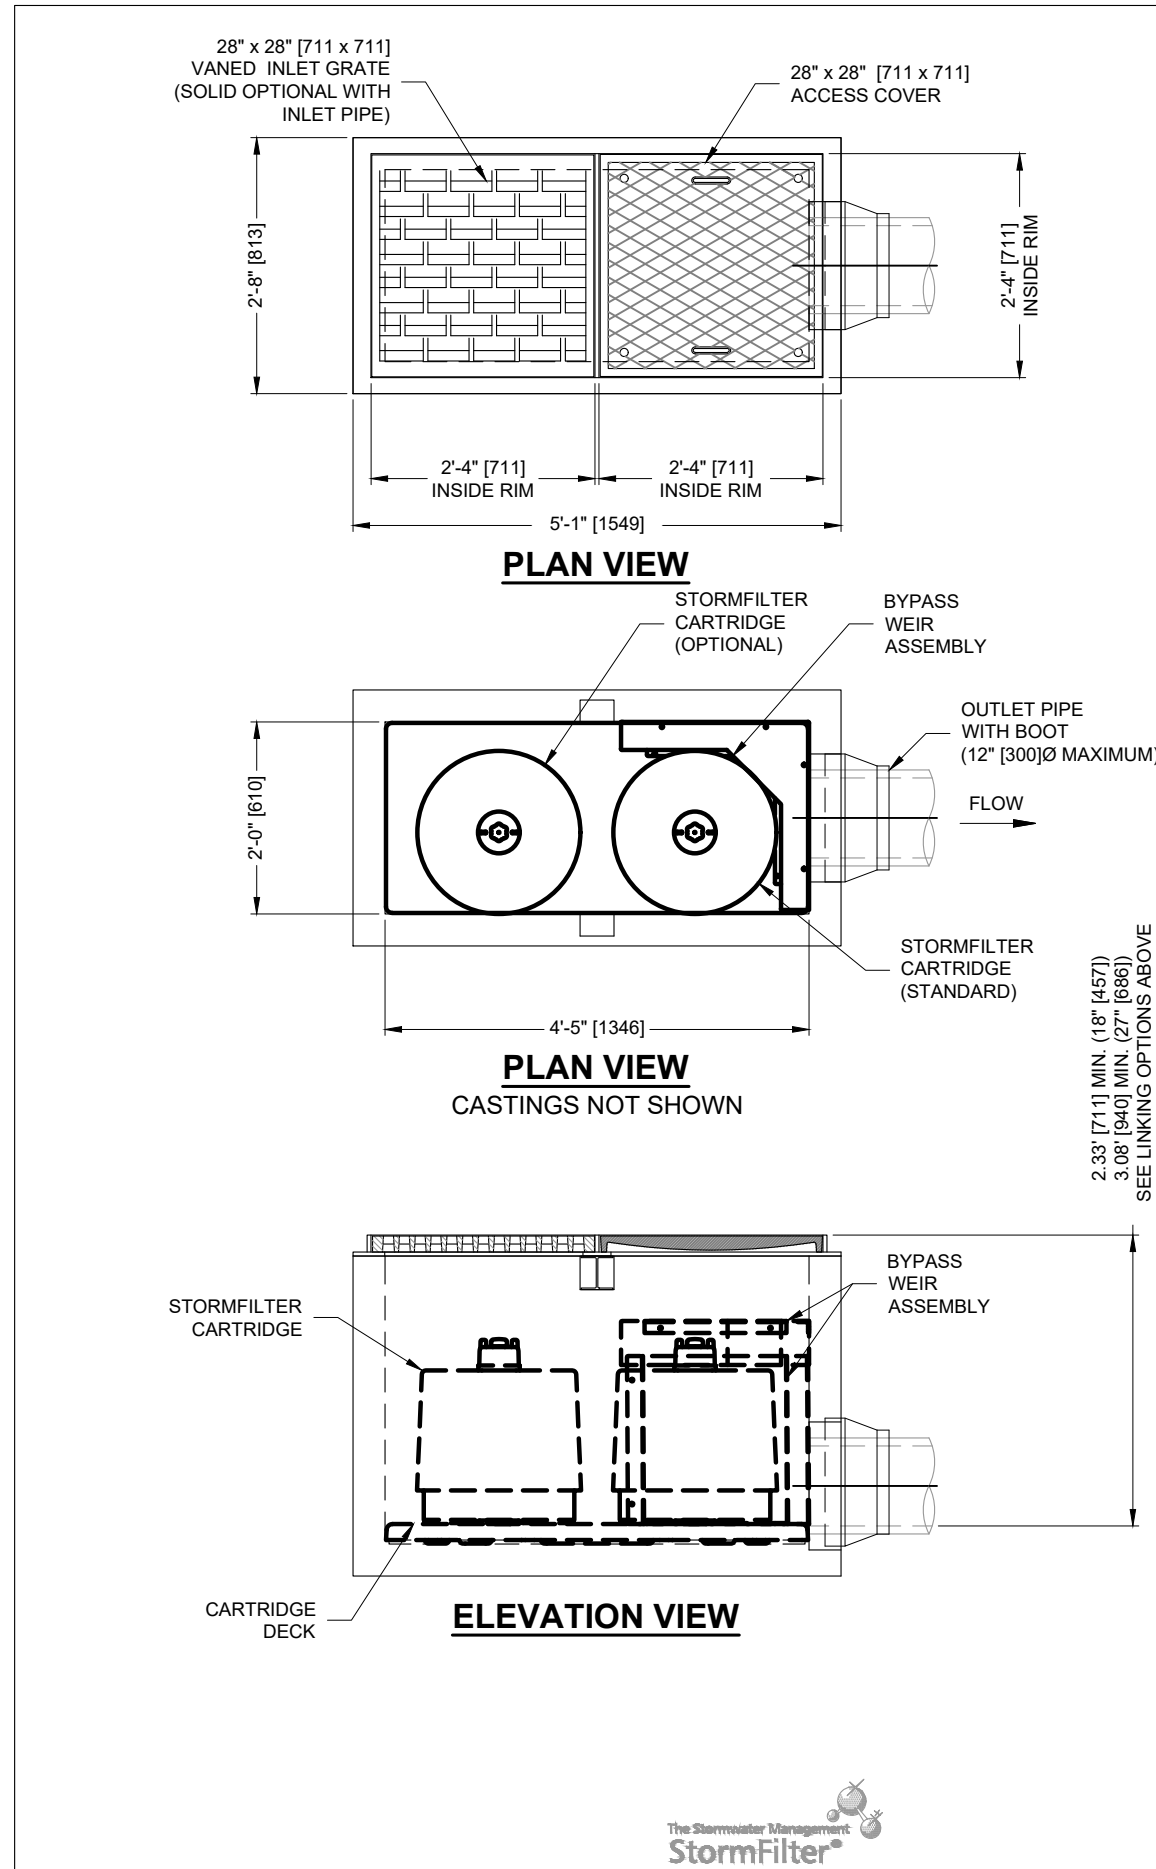 28" x 28" [711 x 711]
VANED INLET GRATE
(SOLID OPTIONAL WITH
INLET PIPE)
28" x 28" [711 x 711]
ACCESS COVER
2'-8" [813]
2'-4" [711]
INSIDE RIM
2'-4" [711]
INSIDE RIM
2'-4" [711]
INSIDE RIM
5'-1" [1549]
PLAN VIEW
STORMFILTER
CARTRIDGE
(OPTIONAL)
BYPASS
WEIR
ASSEMBLY
OUTLET PIPE
WITH BOOT
(12" [300]Ø MAXIMUM)
FLOW
2'-0" [610]
STORMFILTER
CARTRIDGE
(STANDARD)
4'-5" [1346]
PLAN VIEW
CASTINGS NOT SHOWN
2.33' [711] MIN. (18" [457])
3.08' [940] MIN. (27" [686])
SEE LINKING OPTIONS ABOVE
STORMFILTER
CARTRIDGE
BYPASS
WEIR
ASSEMBLY
CARTRIDGE
DECK
ELEVATION VIEW
The Stormwater Management
StormFilter®